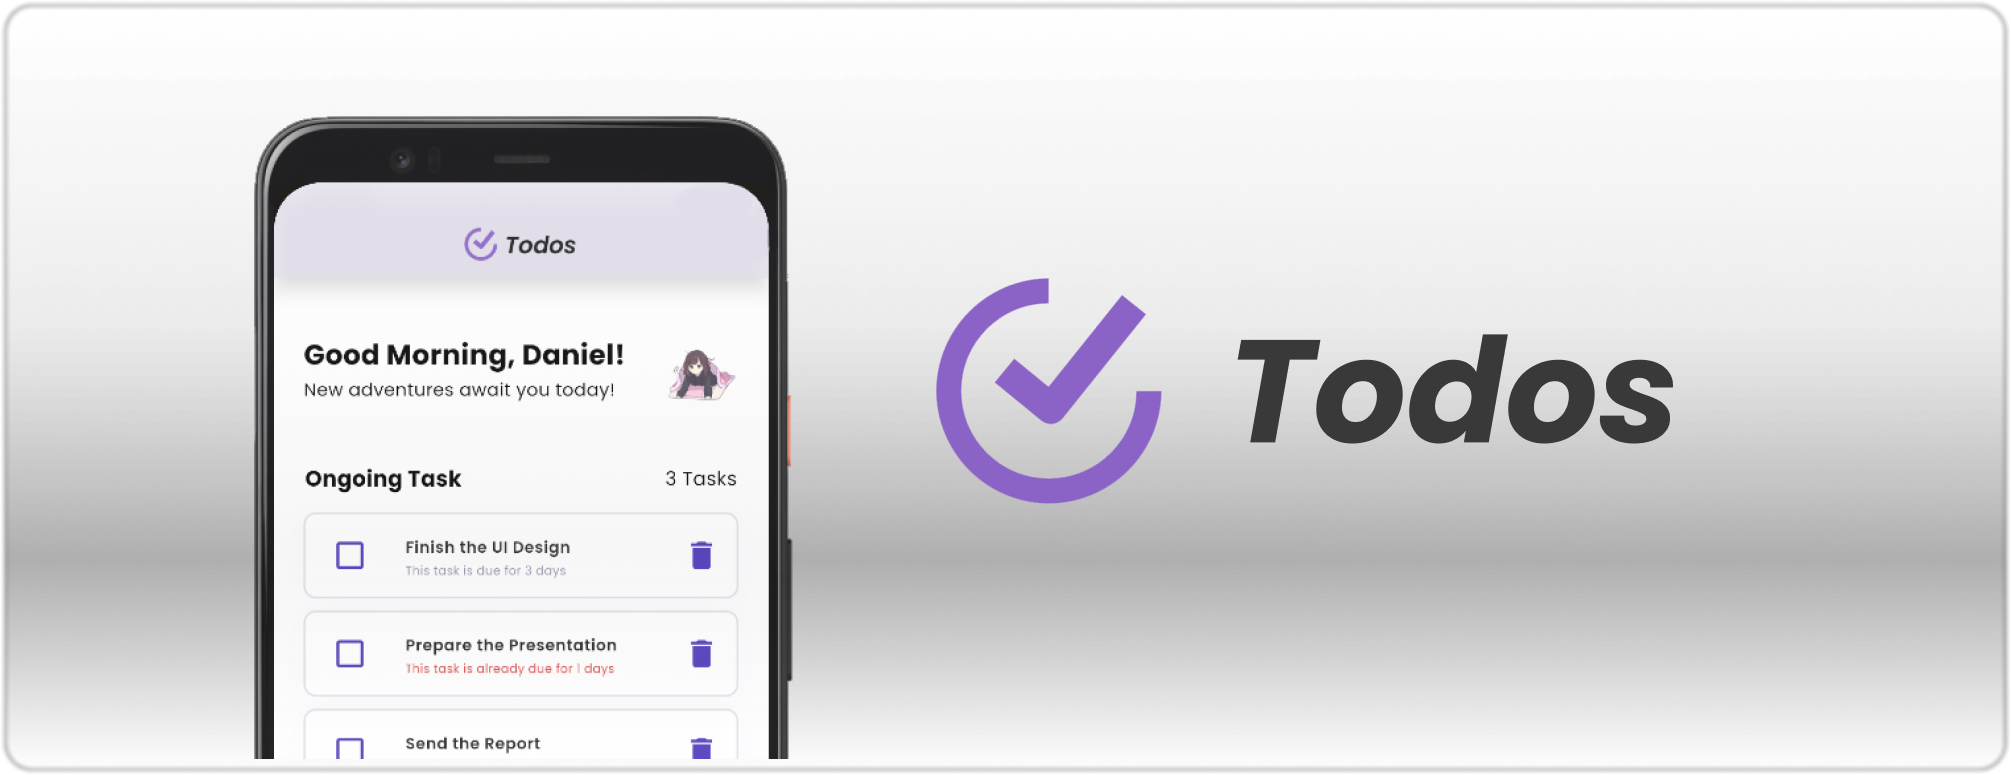 Todos
Good Morning, Daniel!
New adventures await you today!
Ongoing Task
3 Tasks
Finish the UI Design
This task is due for 3 days
Prepare the Presentation
This task is already due for 1 days
Send the Report
Todos